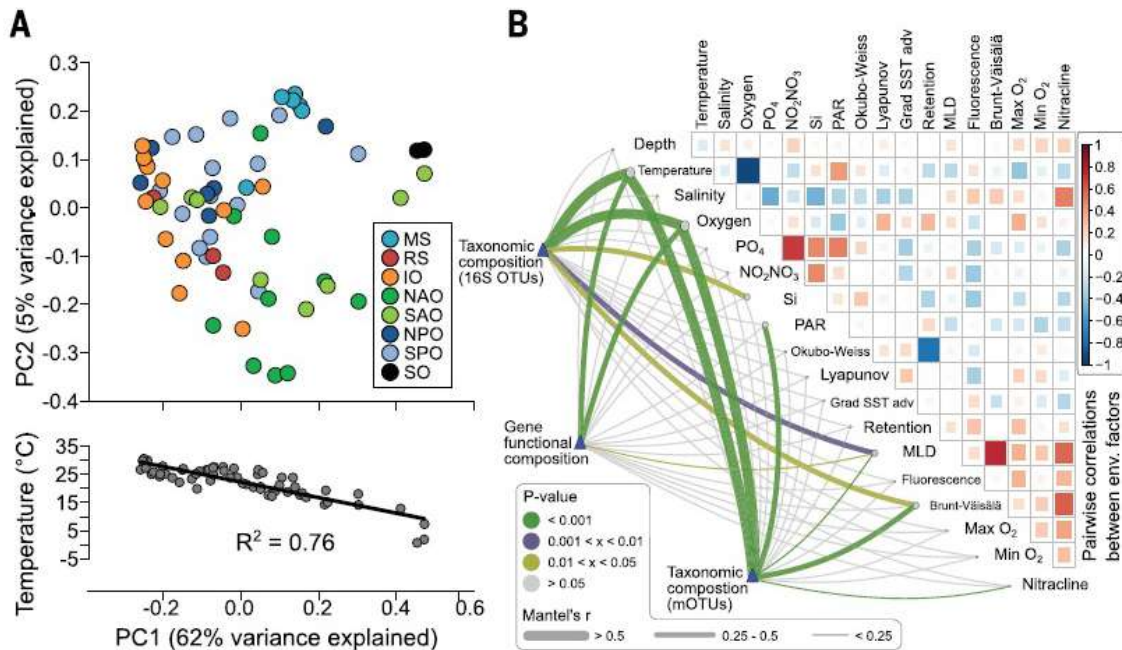 A
PC2 (5% variance explained)
0.3
0.2
0.1
0.0
-0.1
-0.2
-0.3
-0.4
MS
RS
IO
NAO
SAO
NPO
SPO
SO
Temperature (°C)
35
25
15
5
-5
R² = 0.76
-0.2 0.0 0.2 0.4 0.6
PC1 (62% variance explained)
B
Temperature
Salinity
Oxygen
PO₄
NO₂NO₃
Si
PAR
Okubo-Weiss
Lyapunov
Grad SST adv
Retention
MLD
Fluorescence
Brunt-Väisälä
Max O₂
Min O₂
Nitracline
Depth
Temperature
Salinity
Oxygen
PO₄
NO₂NO₃
Si
PAR
Okubo-Weiss
Lyapunov
Grad SST adv
Retention
MLD
Fluorescence
Brunt-Väisälä
Max O₂
Min O₂
Nitracline
Taxonomic
composition
(16S OTUs)
Gene
functional
composition
Taxonomic
compostion
(mOTUs)
1
0.8
0.6
0.4
0.2
0
-0.2
-0.4
-0.6
-0.8
-1
Pairwise correlations
between env. factors
P-value
< 0.001
0.001 < x < 0.01
0.01 < x < 0.05
> 0.05
Mantel's r
> 0.5 0.25 - 0.5 < 0.25